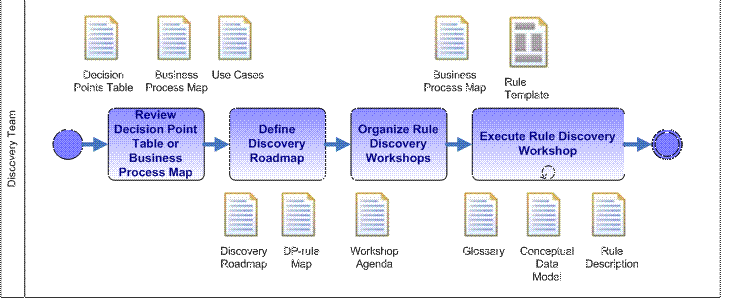 Discovery Team
Decision
Points Table
Business
Process Map
Use Cases
Business
Process Map
Rule
Template
Review
Decision Point
Table or
Business
Process Map
Define
Discovery
Roadmap
Organize Rule
Discovery
Workshops
Execute Rule Discovery
Workshop
Discovery
Roadmap
DP-rule
Map
Workshop
Agenda
Glossary
Conceptual
Data
Model
Rule
Description